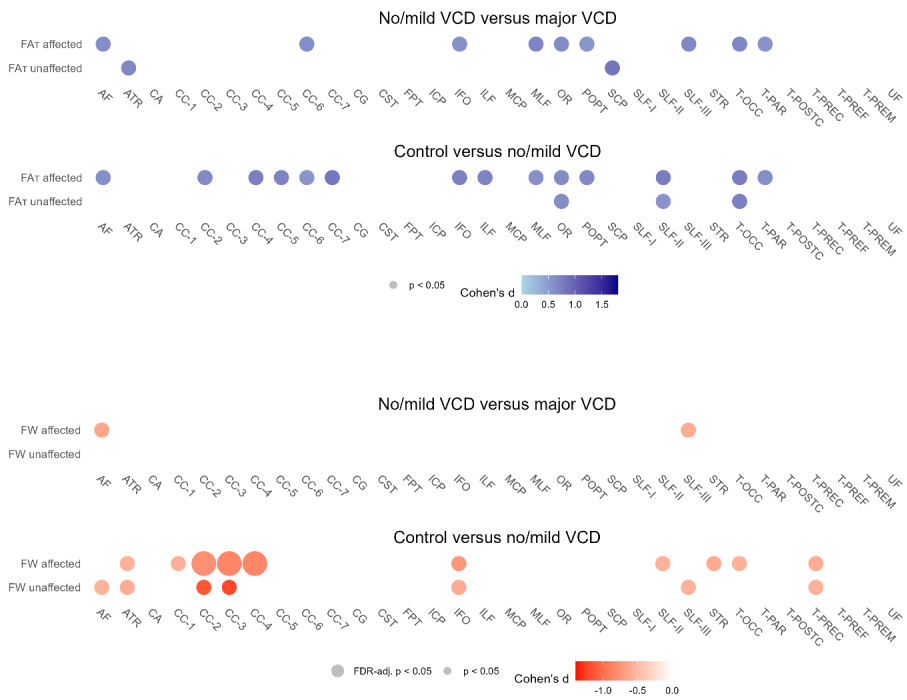 No/mild VCD versus major VCD
FAT affected
FAT unaffected
AF ATR CA CC-1 CC-2 CC-3 CC-4 CC-5 CC-6 CC-7 CG CST FPT ICP IFO ILF MCP MLF OR POPT SCP SLF-I SLF-II SLF-III STR T-OCC T-PAR T-POSTC T-PREC T-PREF T-PREM UF
Control versus no/mild VCD
FAT affected
FAT unaffected
AF ATR CA CC-1 CC-2 CC-3 CC-4 CC-5 CC-6 CC-7 CG CST FPT ICP IFO ILF MCP MLF OR POPT SCP SLF-I SLF-II SLF-III STR T-OCC T-PAR T-POSTC T-PREC T-PREF T-PREM UF
p < 0.05 Cohen's d
0.0 0.5 1.0 1.5
No/mild VCD versus major VCD
FW affected
FW unaffected
AF ATR CA CC-1 CC-2 CC-3 CC-4 CC-5 CC-6 CC-7 CG CST FPT ICP IFO ILF MCP MLF OR POPT SCP SLF-I SLF-II SLF-III STR T-OCC T-PAR T-POSTC T-PREC T-PREF T-PREM UF
Control versus no/mild VCD
FW affected
FW unaffected
AF ATR CA CC-1 CC-2 CC-3 CC-4 CC-5 CC-6 CC-7 CG CST FPT ICP IFO ILF MCP MLF OR POPT SCP SLF-I SLF-II SLF-III STR T-OCC T-PAR T-POSTC T-PREC T-PREF T-PREM UF
FDR-adj. p < 0.05 p < 0.05 Cohen's d
-1.0 -0.5 0.0